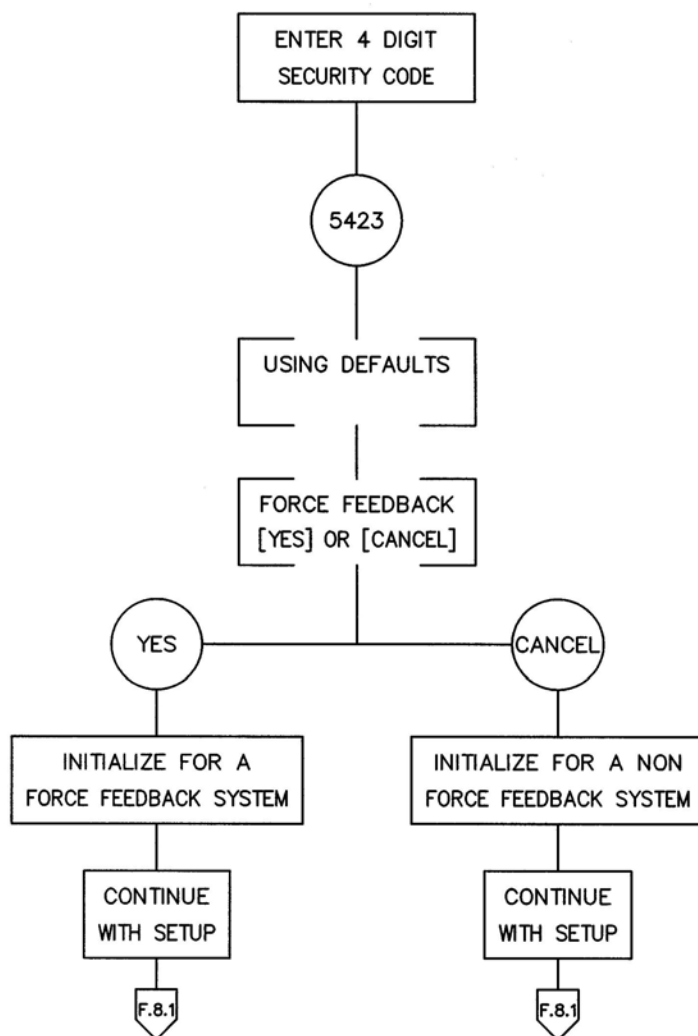 ENTER 4 DIGIT
SECURITY CODE
5423
USING DEFAULTS
FORCE FEEDBACK
[YES] OR [CANCEL]
YES
CANCEL
INITIALIZE FOR A
FORCE FEEDBACK SYSTEM
INITIALIZE FOR A NON
FORCE FEEDBACK SYSTEM
CONTINUE
WITH SETUP
CONTINUE
WITH SETUP
F.8.1
F.8.1